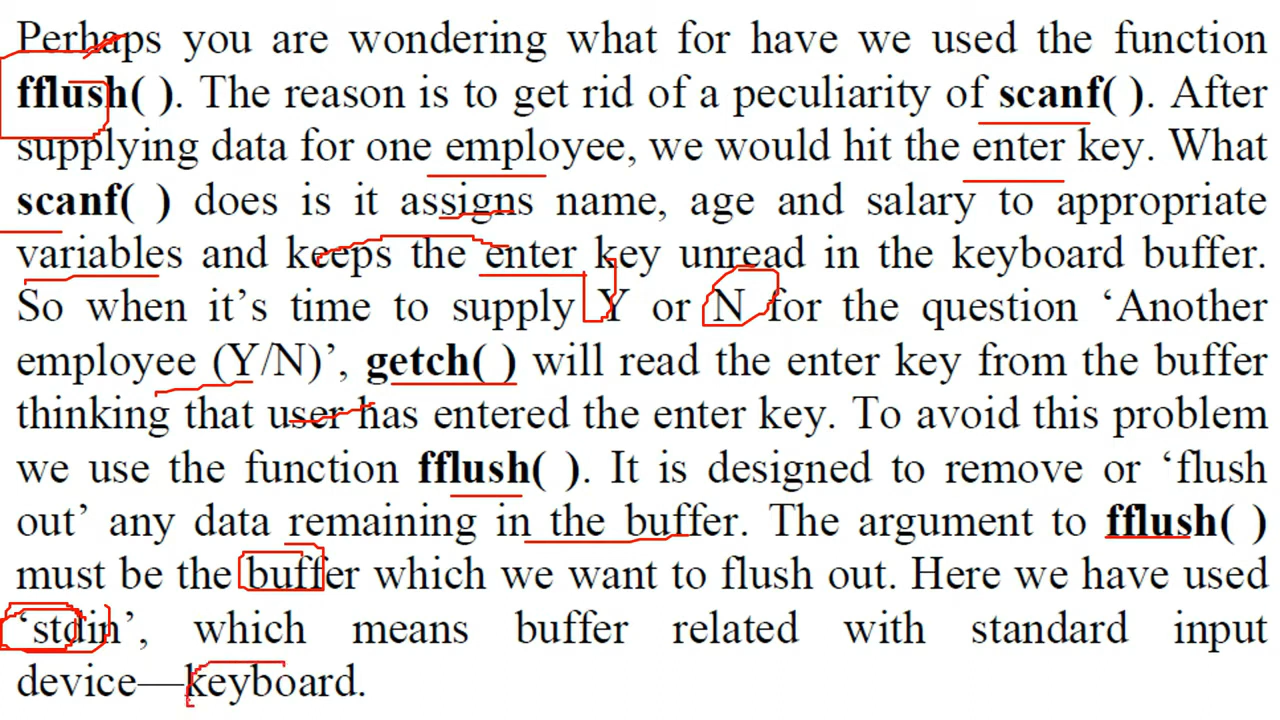 Perhaps you are wondering what for have we used the function
fflush( ). The reason is to get rid of a peculiarity of scanf( ). After
supplying data for one employee, we would hit the enter key. What
scanf( ) does is it assigns name, age and salary to appropriate
variables and keeps the enter key unread in the keyboard buffer.
So when it’s time to supply Y or N for the question ‘Another
employee (Y/N)’, getch( ) will read the enter key from the buffer
thinking that user has entered the enter key. To avoid this problem
we use the function fflush( ). It is designed to remove or ‘flush
out’ any data remaining in the buffer. The argument to fflush( )
must be the buffer which we want to flush out. Here we have used
‘stdin’, which means buffer related with standard input
device—keyboard.